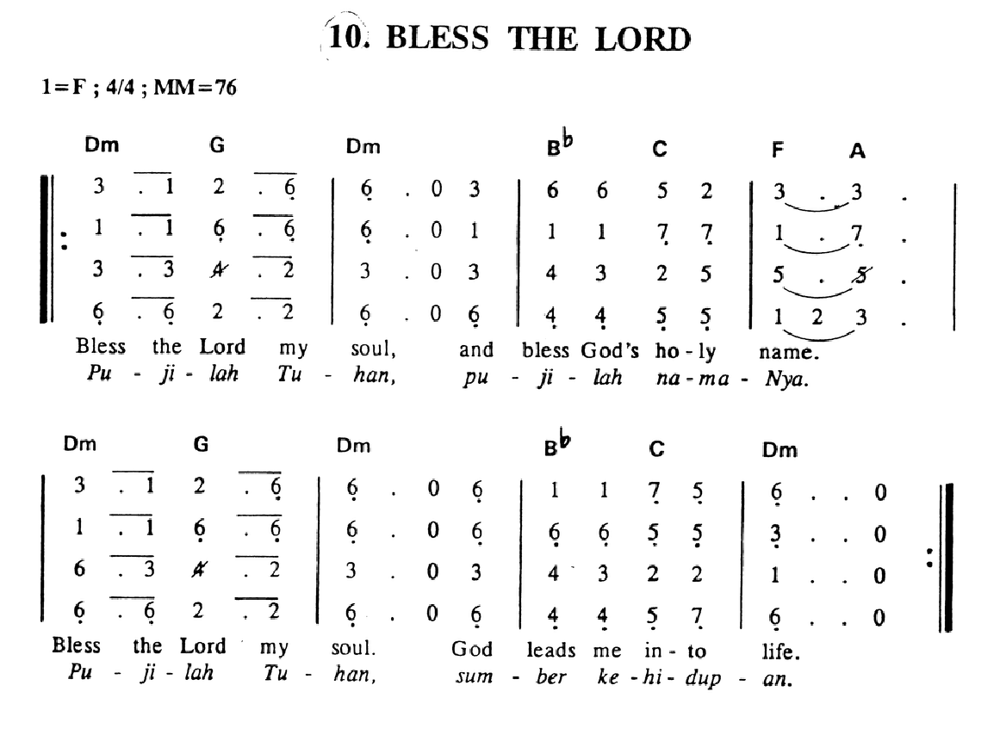 10. BLESS THE LORD
1=F ; 4/4 ; MM=76
Dm G Dm B♭ C F A
3 . 1 2 . 6̣ | 6̣ . 0 3 | 6 6 5 2 | 3 . 3 . |
1 . 1 6̣ . 6̣ | 6̣ . 0 1 | 1 1 7̣ 7̣ | 1 . 7̣ . |
3 . 3 4̸ . 2 | 3 . 0 3 | 4 3 2 5 | 5 . 5̸ . |
6̣ . 6̣ 2 . 2 | 6̣ . 0 6̣ | 4̣ 4̣ 5̣ 5̣ | 1 2 3 . |
Bless the Lord my soul, and bless God's ho - ly name.
Pu - ji - lah Tu - han, pu - ji - lah na - ma - Nya.
Dm G Dm B♭ C Dm
3 . 1 2 . 6̣ | 6̣ . 0 6̣ | 1 1 7̣ 5̣ | 6̣ . . 0
1 . 1 6̣ . 6̣ | 6̣ . 0 6̣ | 6̣ 6̣ 5̣ 5̣ | 3̣ . . 0
6 . 3 4̸ . 2 | 3 . 0 3 | 4 3 2 2 | 1 . . 0
6̣ . 6̣ 2 . 2 | 6̣ . 0 6̣ | 4̣ 4̣ 5̣ 7̣ | 6̣ . . 0
Bless the Lord my soul. God leads me in - to life.
Pu - ji - lah Tu - han, sum - ber ke - hi - dup - an.